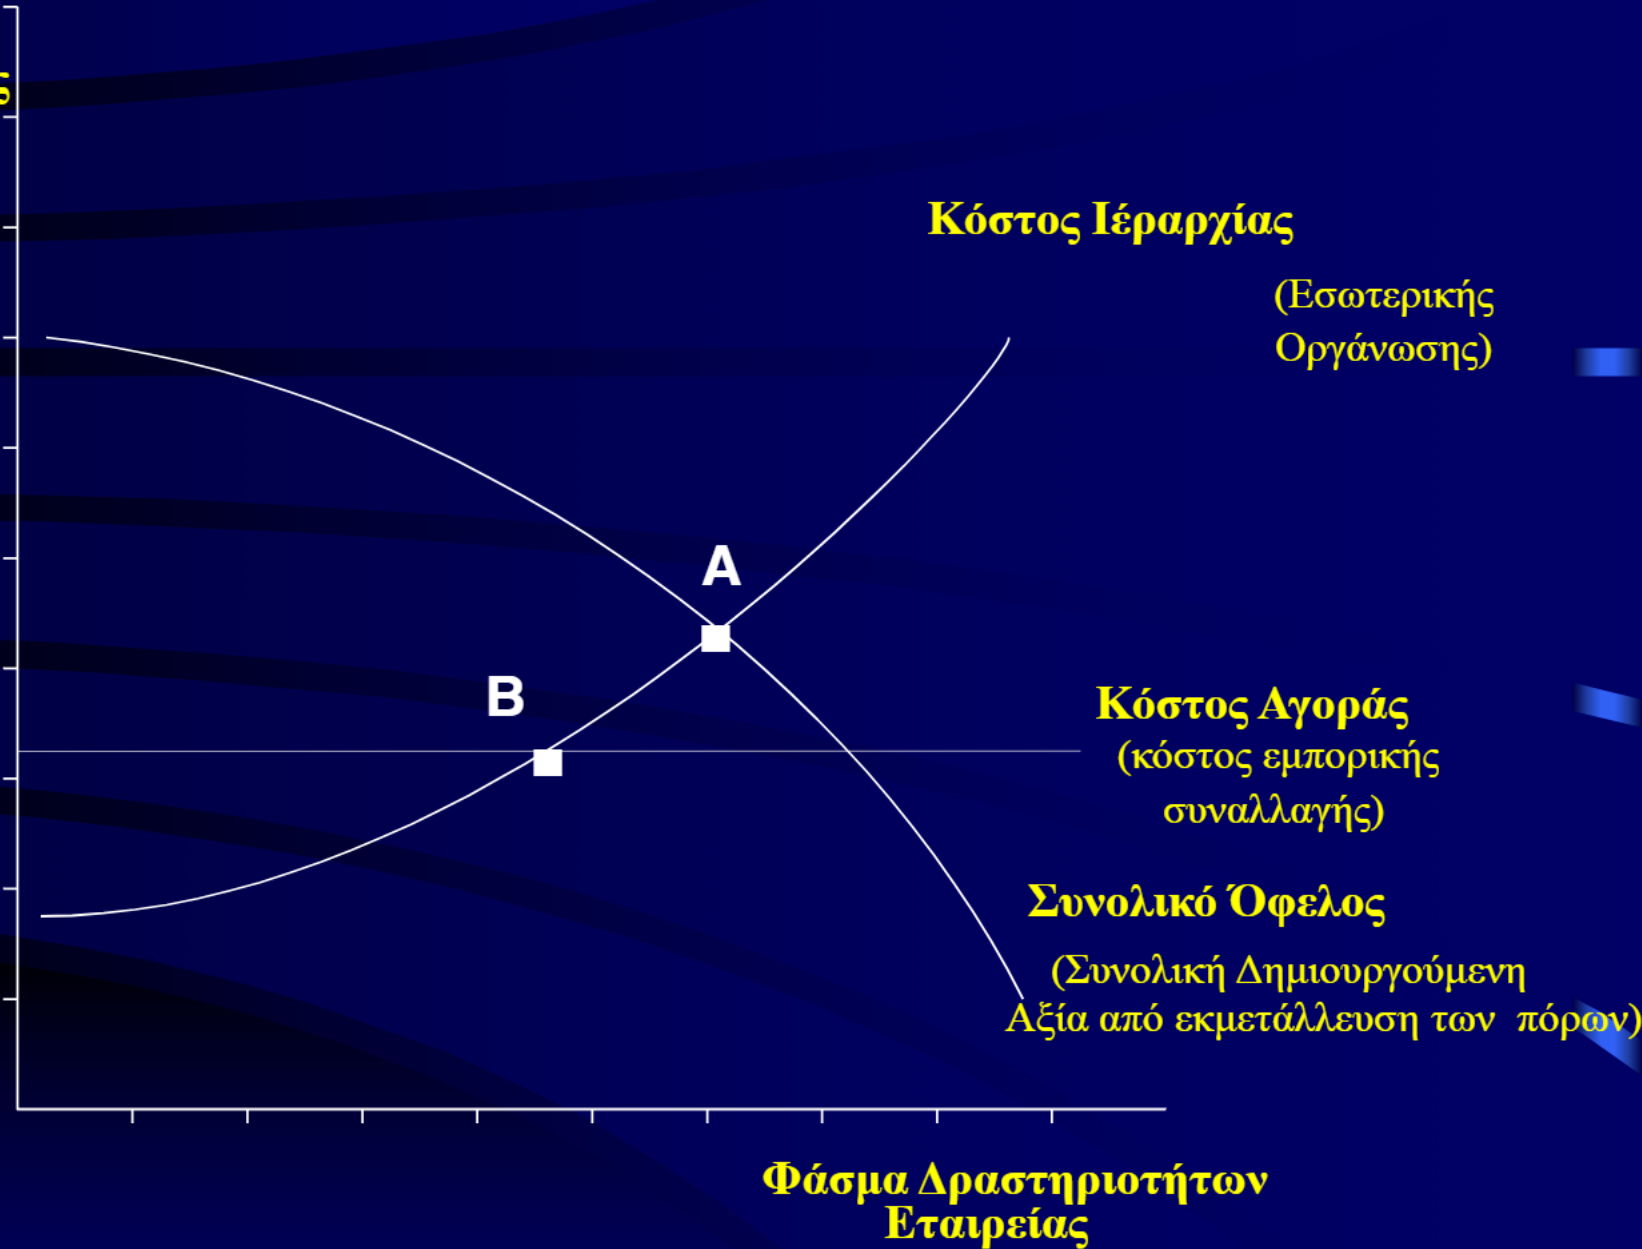 Κόστος Ιέραρχίας
(Εσωτερικής
Οργάνωσης)
A
B
Κόστος Αγοράς
(κόστος εμπορικής
συναλλαγής)
Συνολικό Όφελος
(Συνολική Δημιουργούμενη
Αξία από εκμετάλλευση των πόρων)
Φάσμα Δραστηριοτήτων
Εταιρείας